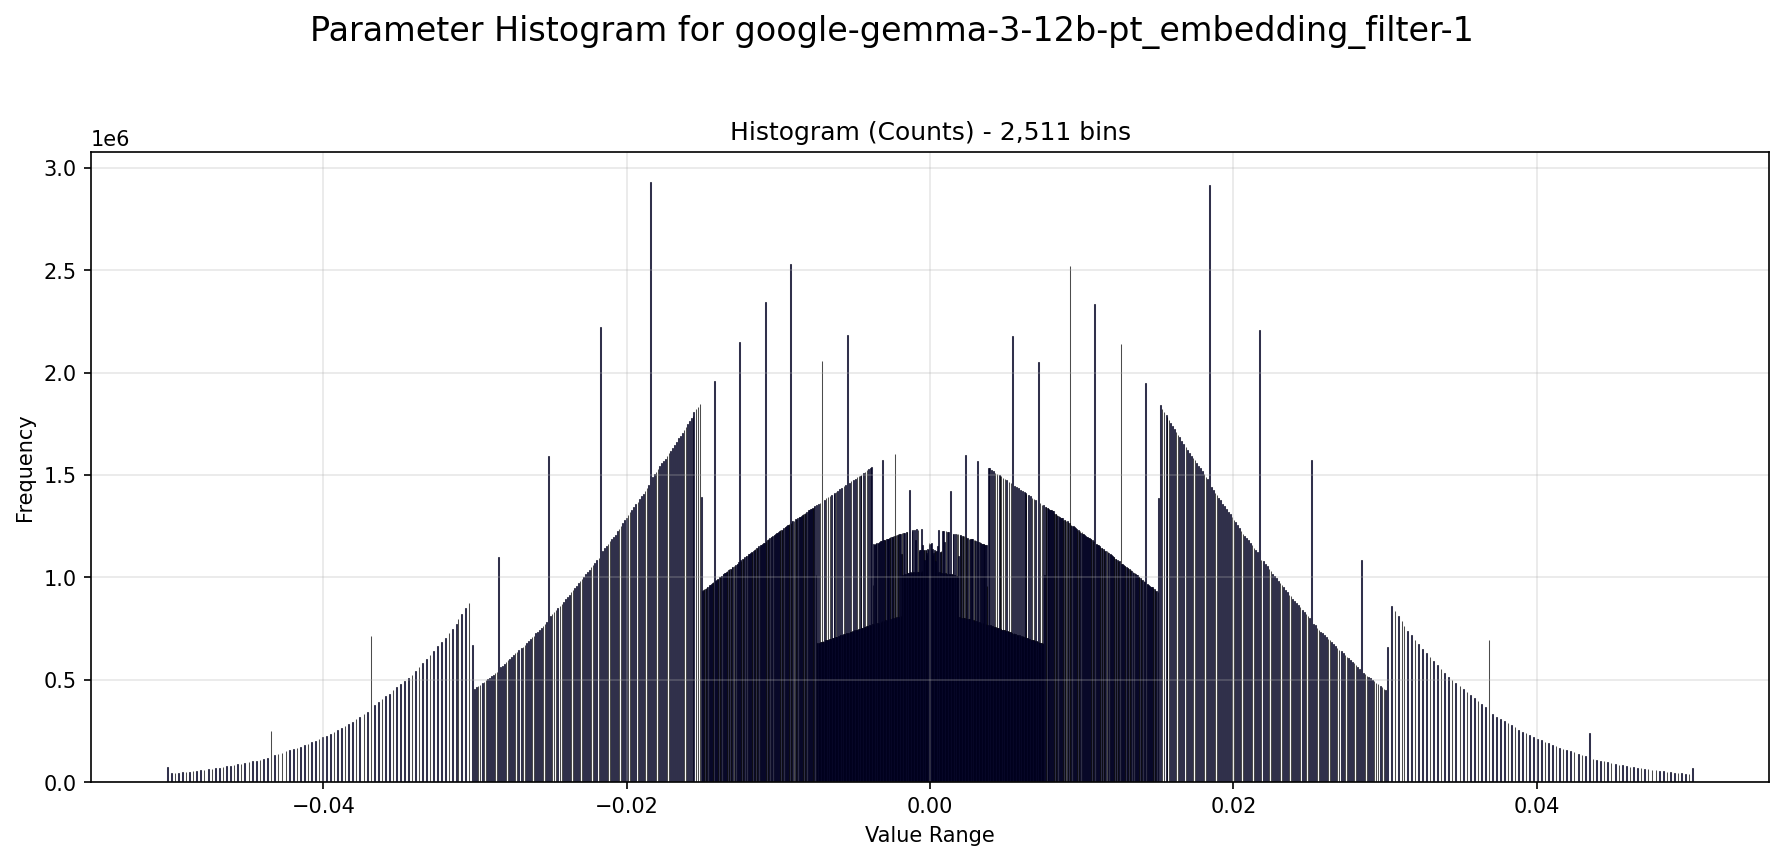 Parameter Histogram for google-gemma-3-12b-pt_embedding_filter-1
Histogram (Counts) - 2,511 bins
1e6
3.0
2.5
2.0
1.5
1.0
0.5
0.0
Frequency
−0.04
−0.02
0.00
0.02
0.04
Value Range